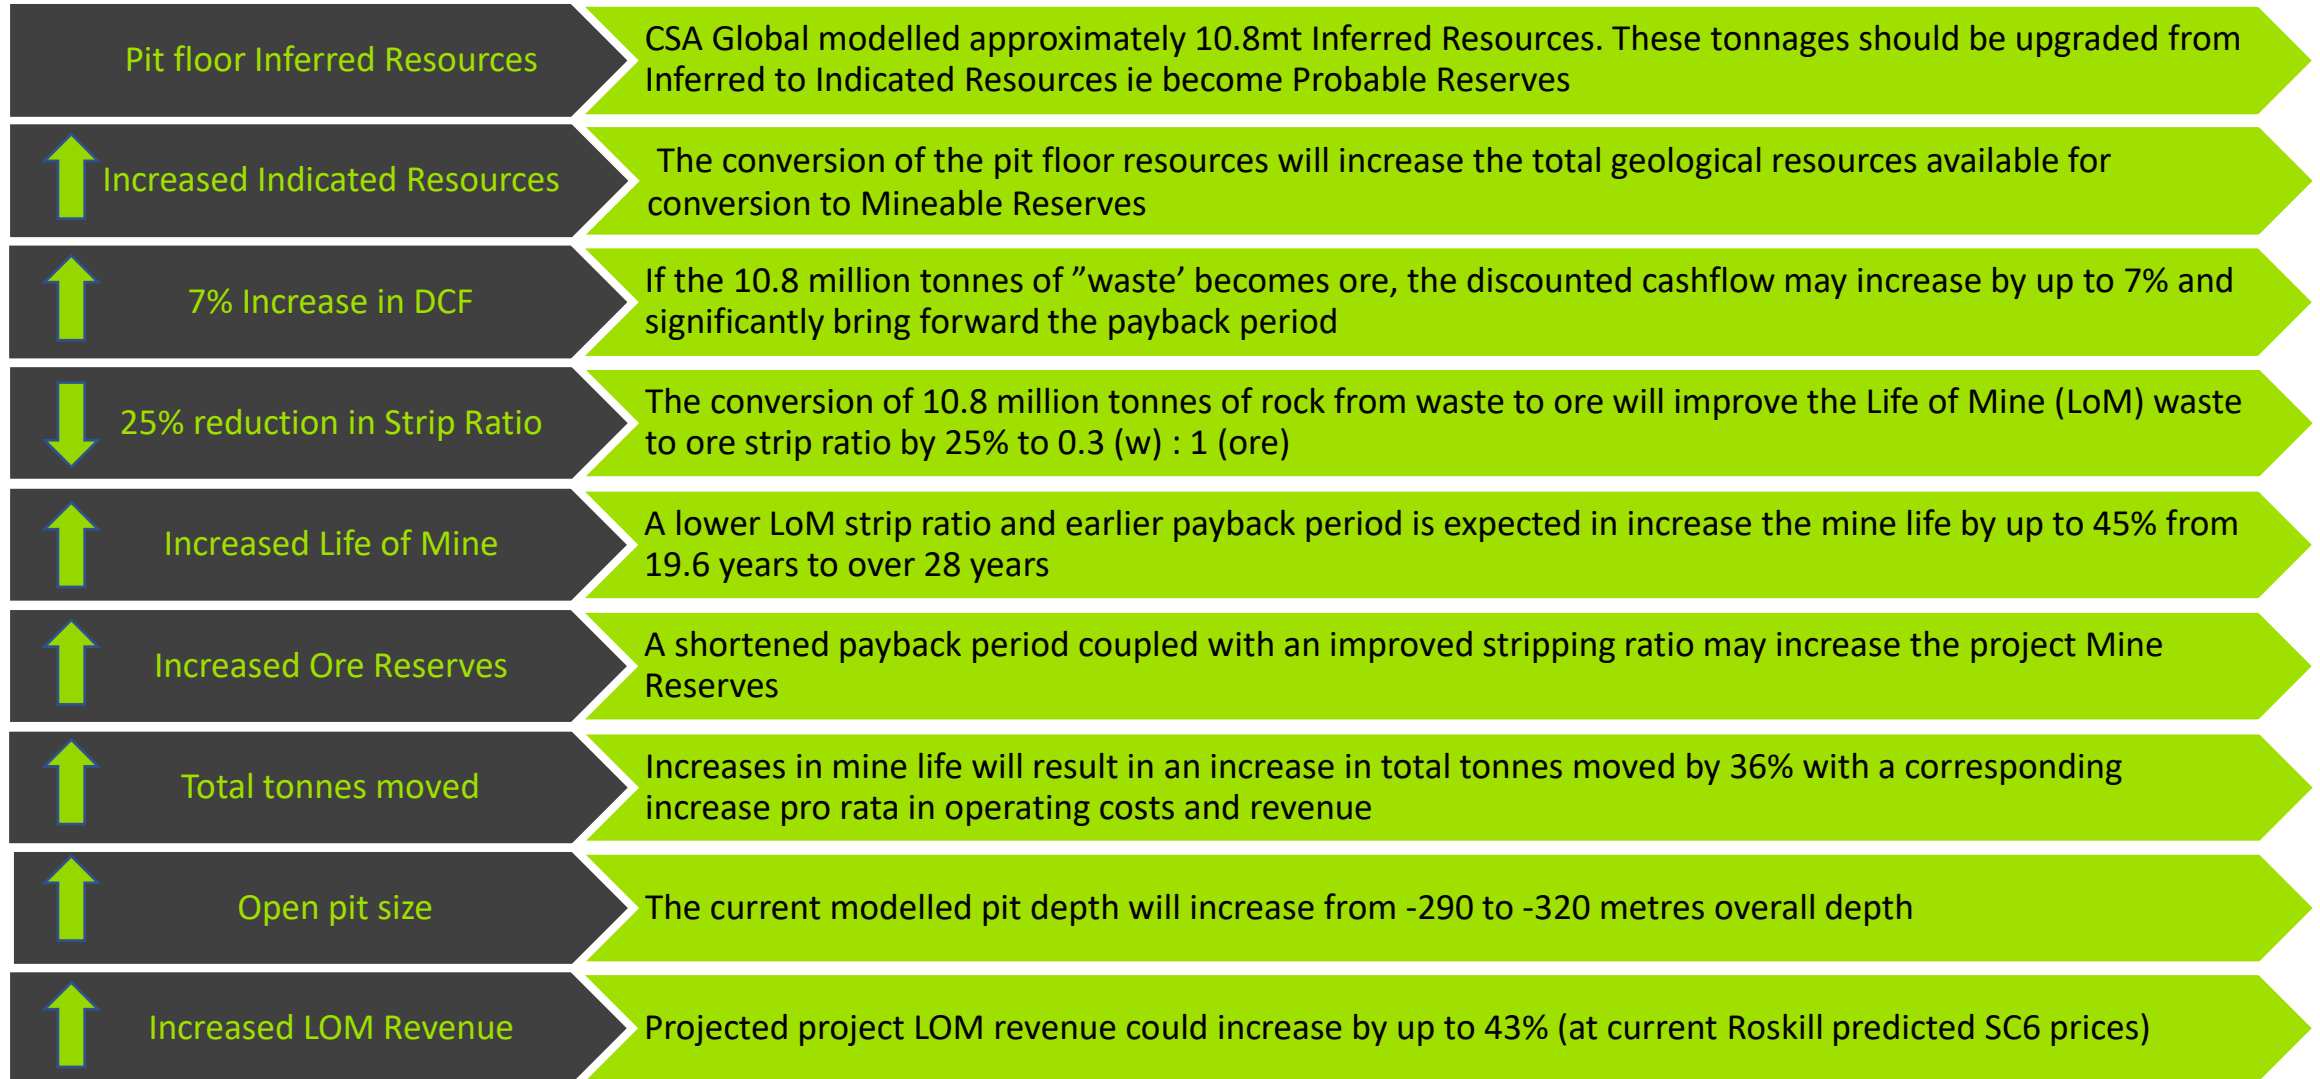 Pit floor Inferred Resources
CSA Global modelled approximately 10.8mt Inferred Resources. These tonnages should be upgraded from
Inferred to Indicated Resources ie become Probable Reserves
Increased Indicated Resources
The conversion of the pit floor resources will increase the total geological resources available for
conversion to Mineable Reserves
7% Increase in DCF
If the 10.8 million tonnes of ”waste’ becomes ore, the discounted cashflow may increase by up to 7% and
significantly bring forward the payback period
25% reduction in Strip Ratio
The conversion of 10.8 million tonnes of rock from waste to ore will improve the Life of Mine (LoM) waste
to ore strip ratio by 25% to 0.3 (w) : 1 (ore)
Increased Life of Mine
A lower LoM strip ratio and earlier payback period is expected in increase the mine life by up to 45% from
19.6 years to over 28 years
Increased Ore Reserves
A shortened payback period coupled with an improved stripping ratio may increase the project Mine
Reserves
Total tonnes moved
Increases in mine life will result in an increase in total tonnes moved by 36% with a corresponding
increase pro rata in operating costs and revenue
Open pit size
The current modelled pit depth will increase from -290 to -320 metres overall depth
Increased LOM Revenue
Projected project LOM revenue could increase by up to 43% (at current Roskill predicted SC6 prices)